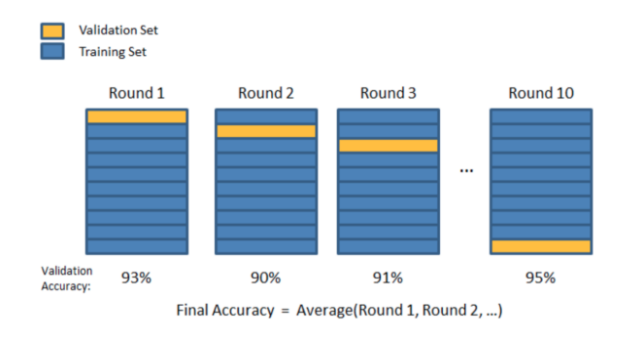 Validation Set
Training Set
Round 1 Round 2 Round 3 Round 10
...
Validation
Accuracy: 93% 90% 91% 95%
Final Accuracy = Average(Round 1, Round 2, ...)